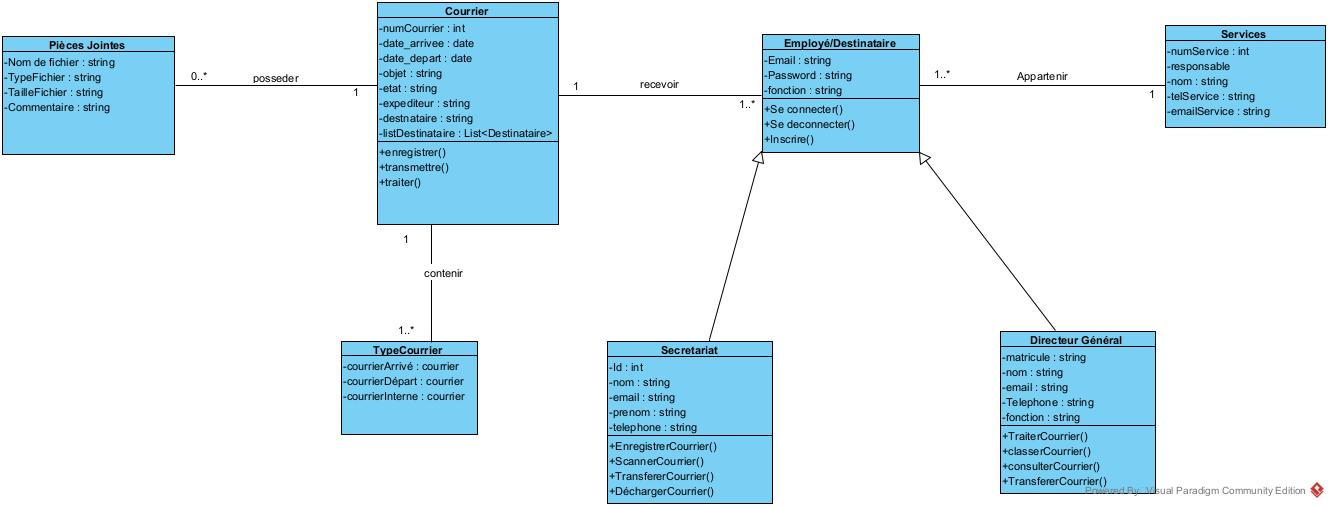 Pièces Jointes
-Nom de fichier : string
-TypeFichier : string
-TailleFichier : string
-Commentaire : string
0..*
posseder
1
Courrier
-numCourrier : int
-date_arrivee : date
-date_depart : date
-objet : string
-etat : string
-expediteur : string
-destnataire : string
-listDestinataire : List<Destinataire>
+enregistrer()
+transmettre()
+traiter()
1
recevoir
1..*
Employé/Destinataire
-Email : string
-Password : string
-fonction : string
+Se connecter()
+Se deconnecter()
+Inscrire()
1..*
Appartenir
1
Services
-numService : int
-responsable
-nom : string
-telService : string
-emailService : string
1
contenir
1..*
TypeCourrier
-courrierArrivé : courrier
-courrierDépart : courrier
-courrierInterne : courrier
Secretariat
-Id : int
-nom : string
-email : string
-prenom : string
-telephone : string
+EnregistrerCourrier()
+ScannerCourrier()
+TransfererCourrier()
+DéchargerCourrier()
Directeur Général
-matricule : string
-nom : string
-email : string
-Telephone : string
-fonction : string
+TraiterCourrier()
+classerCourrier()
+consulterCourrier()
+TransfererCourrier()
Powered By: Visual Paradigm Community Edition